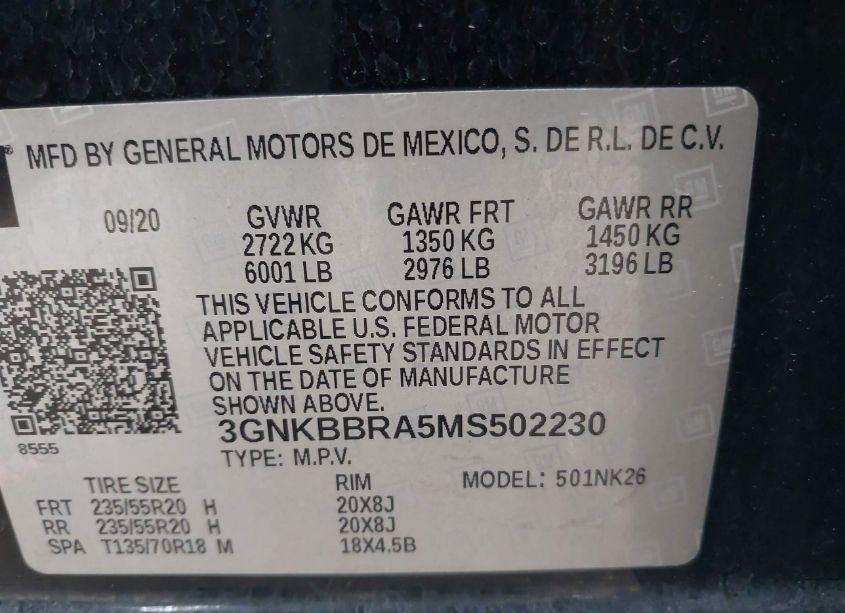 MFD BY GENERAL MOTORS DE MEXICO, S. DE R.L. DE C.V.
09/20 GVWR GAWR FRT GAWR RR
2722 KG 1350 KG 1450 KG
6001 LB 2976 LB 3196 LB
THIS VEHICLE CONFORMS TO ALL
APPLICABLE U.S. FEDERAL MOTOR
VEHICLE SAFETY STANDARDS IN EFFECT
ON THE DATE OF MANUFACTURE
SHOWN ABOVE.
8555
3GNKBBRA5MS502230
TYPE: M.P.V.
TIRE SIZE RIM MODEL: 501NK26
FRT 235/55R20 H 20X8J
RR 235/55R20 H 20X8J
SPA T135/70R18 M 18X4.5B